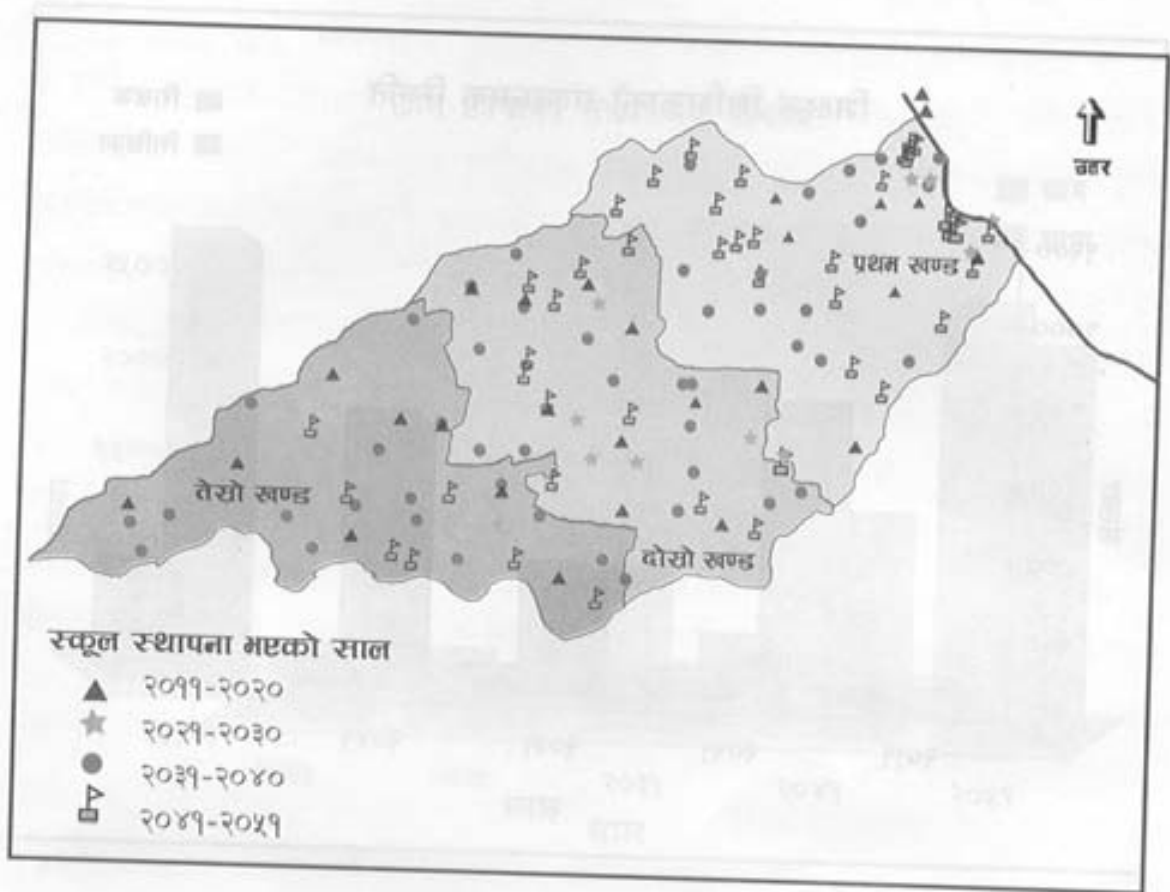 उत्तर
प्रथम खण्ड
तेस्रो खण्ड
दोस्रो खण्ड
स्कूल स्थापना भएको साल
२०११-२०२०
२०२१-२०३०
२०३१-२०४०
२०४१-२०५१